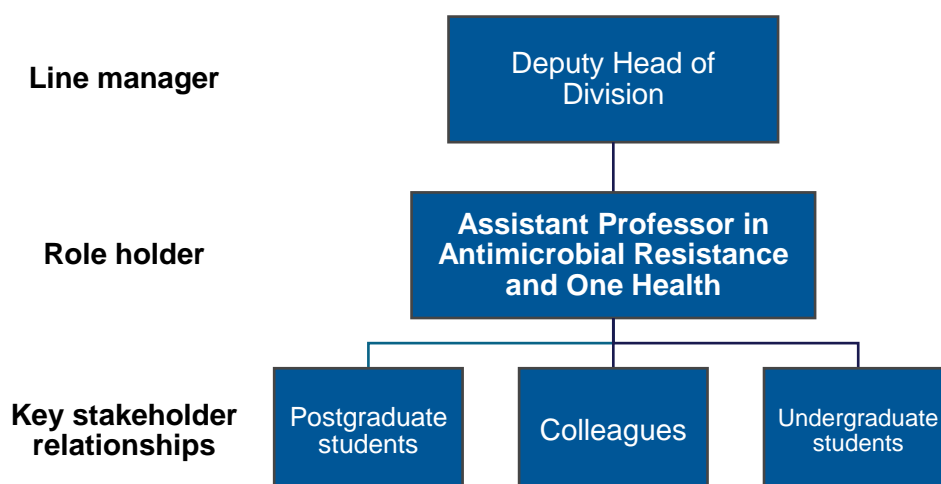 Line manager
Deputy Head of
Division
Role holder
Assistant Professor in
Antimicrobial Resistance
and One Health
Key stakeholder
relationships
Postgraduate
students
Colleagues
Undergraduate
students